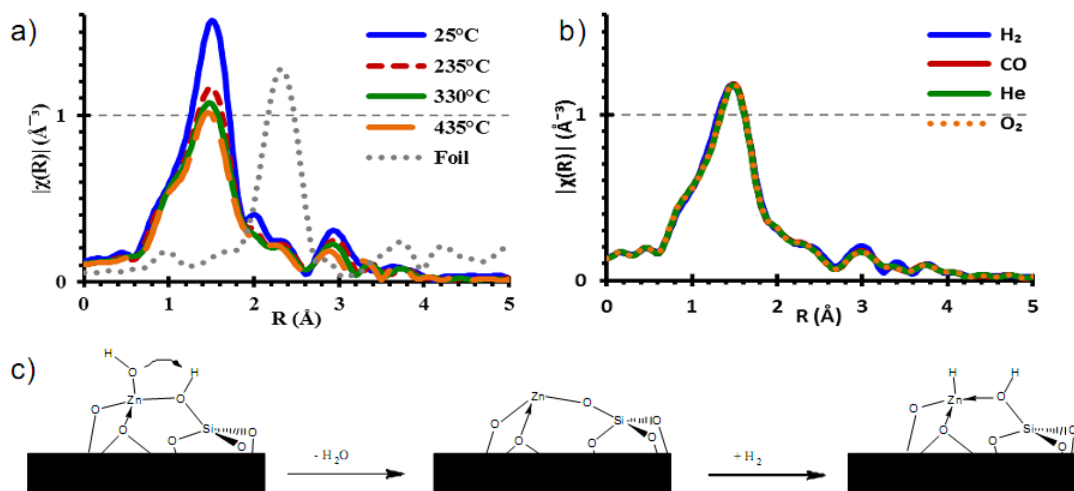 a)
25°C
235°C
330°C
435°C
Foil
|χ(R)| (Å⁻³)
1
0
0 1 2 3 4 5
R (Å)
b)
H₂
CO
He
O₂
|χ(R)| (Å⁻³)
1
0
0 1 2 3 4 5
R (Å)
c)
H H
O
Zn O
O
O Si O
O O
- H₂O
Zn O
O Si O
O O
O
+ H₂
H H
Zn O
O
O Si O
O O